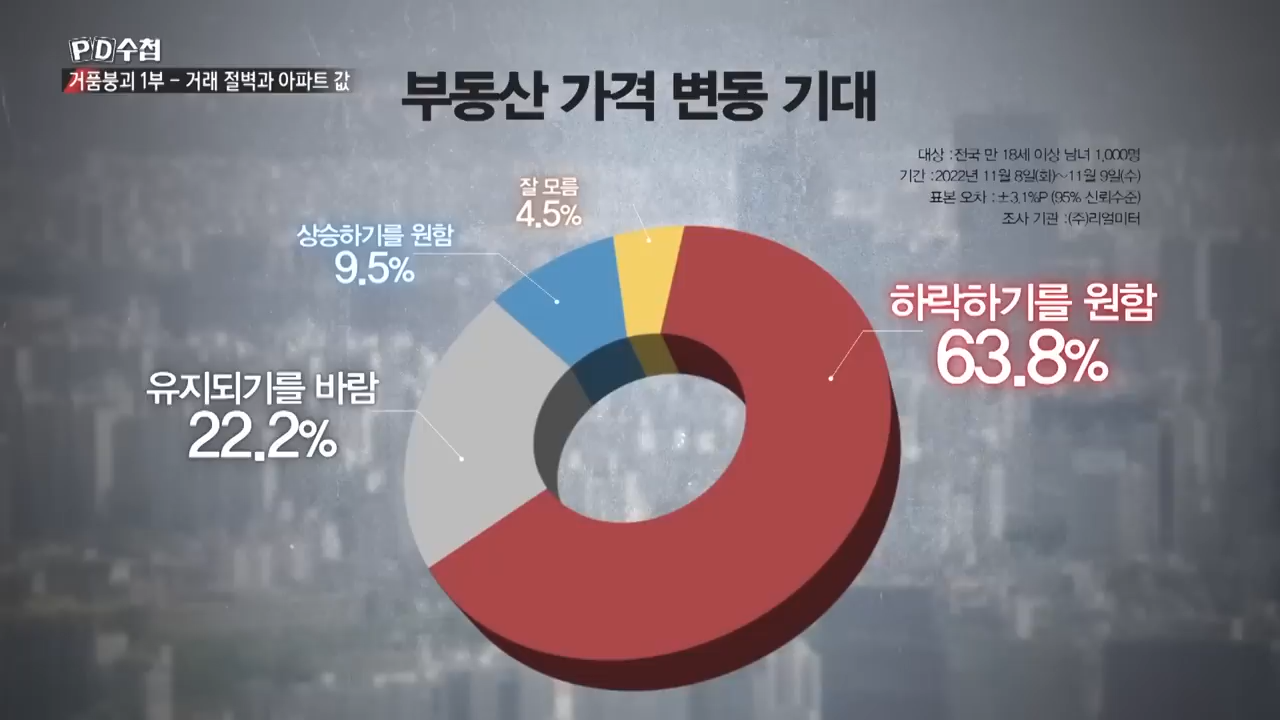 PD수첩
거품붕괴 1부 - 거래 절벽과 아파트 값
부동산 가격 변동 기대
대상 : 전국 만 18세 이상 남녀 1,000명
기간 : 2022년 11월 8일(화)~11월 9일(수)
표본 오차 : ±3.1%P (95% 신뢰수준)
조사 기관 : (주)리얼미터
잘 모름
4.5%
상승하기를 원함
9.5%
하락하기를 원함
63.8%
유지되기를 바람
22.2%